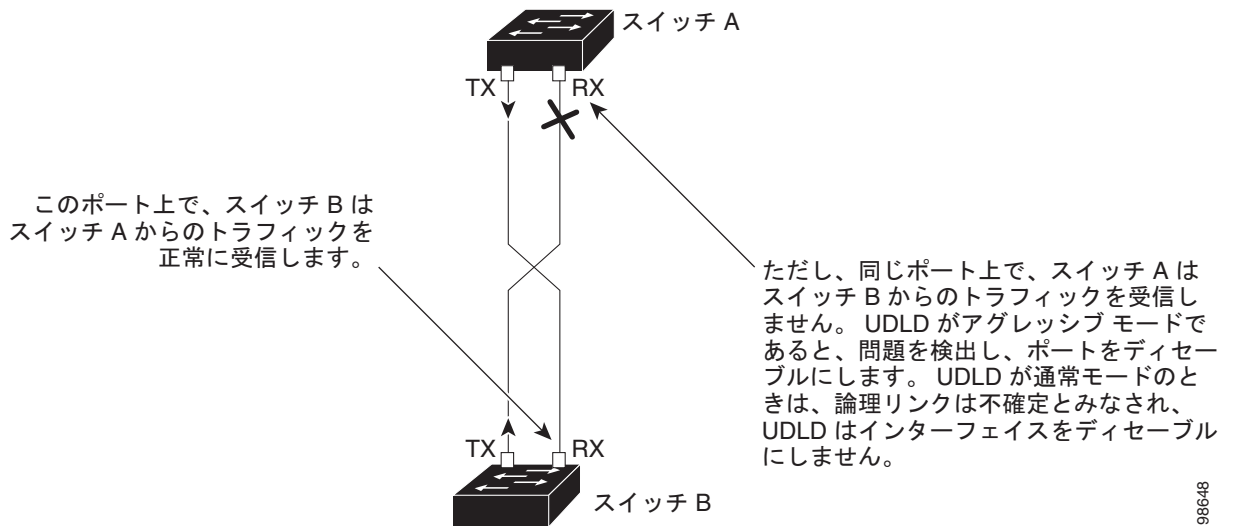 スイッチ A
TX
RX
このポート上で、スイッチ B は
スイッチ A からのトラフィックを
正常に受信します。
ただし、同じポート上で、スイッチ A は
スイッチ B からのトラフィックを受信し
ません。 UDLD がアグレッシブ モードで
あると、問題を検出し、ポートをディセー
ブルにします。 UDLD が通常モードのと
きは、論理リンクは不確定とみなされ、
UDLD はインターフェイスをディセーブル
にしません。
TX
RX
スイッチ B
98648